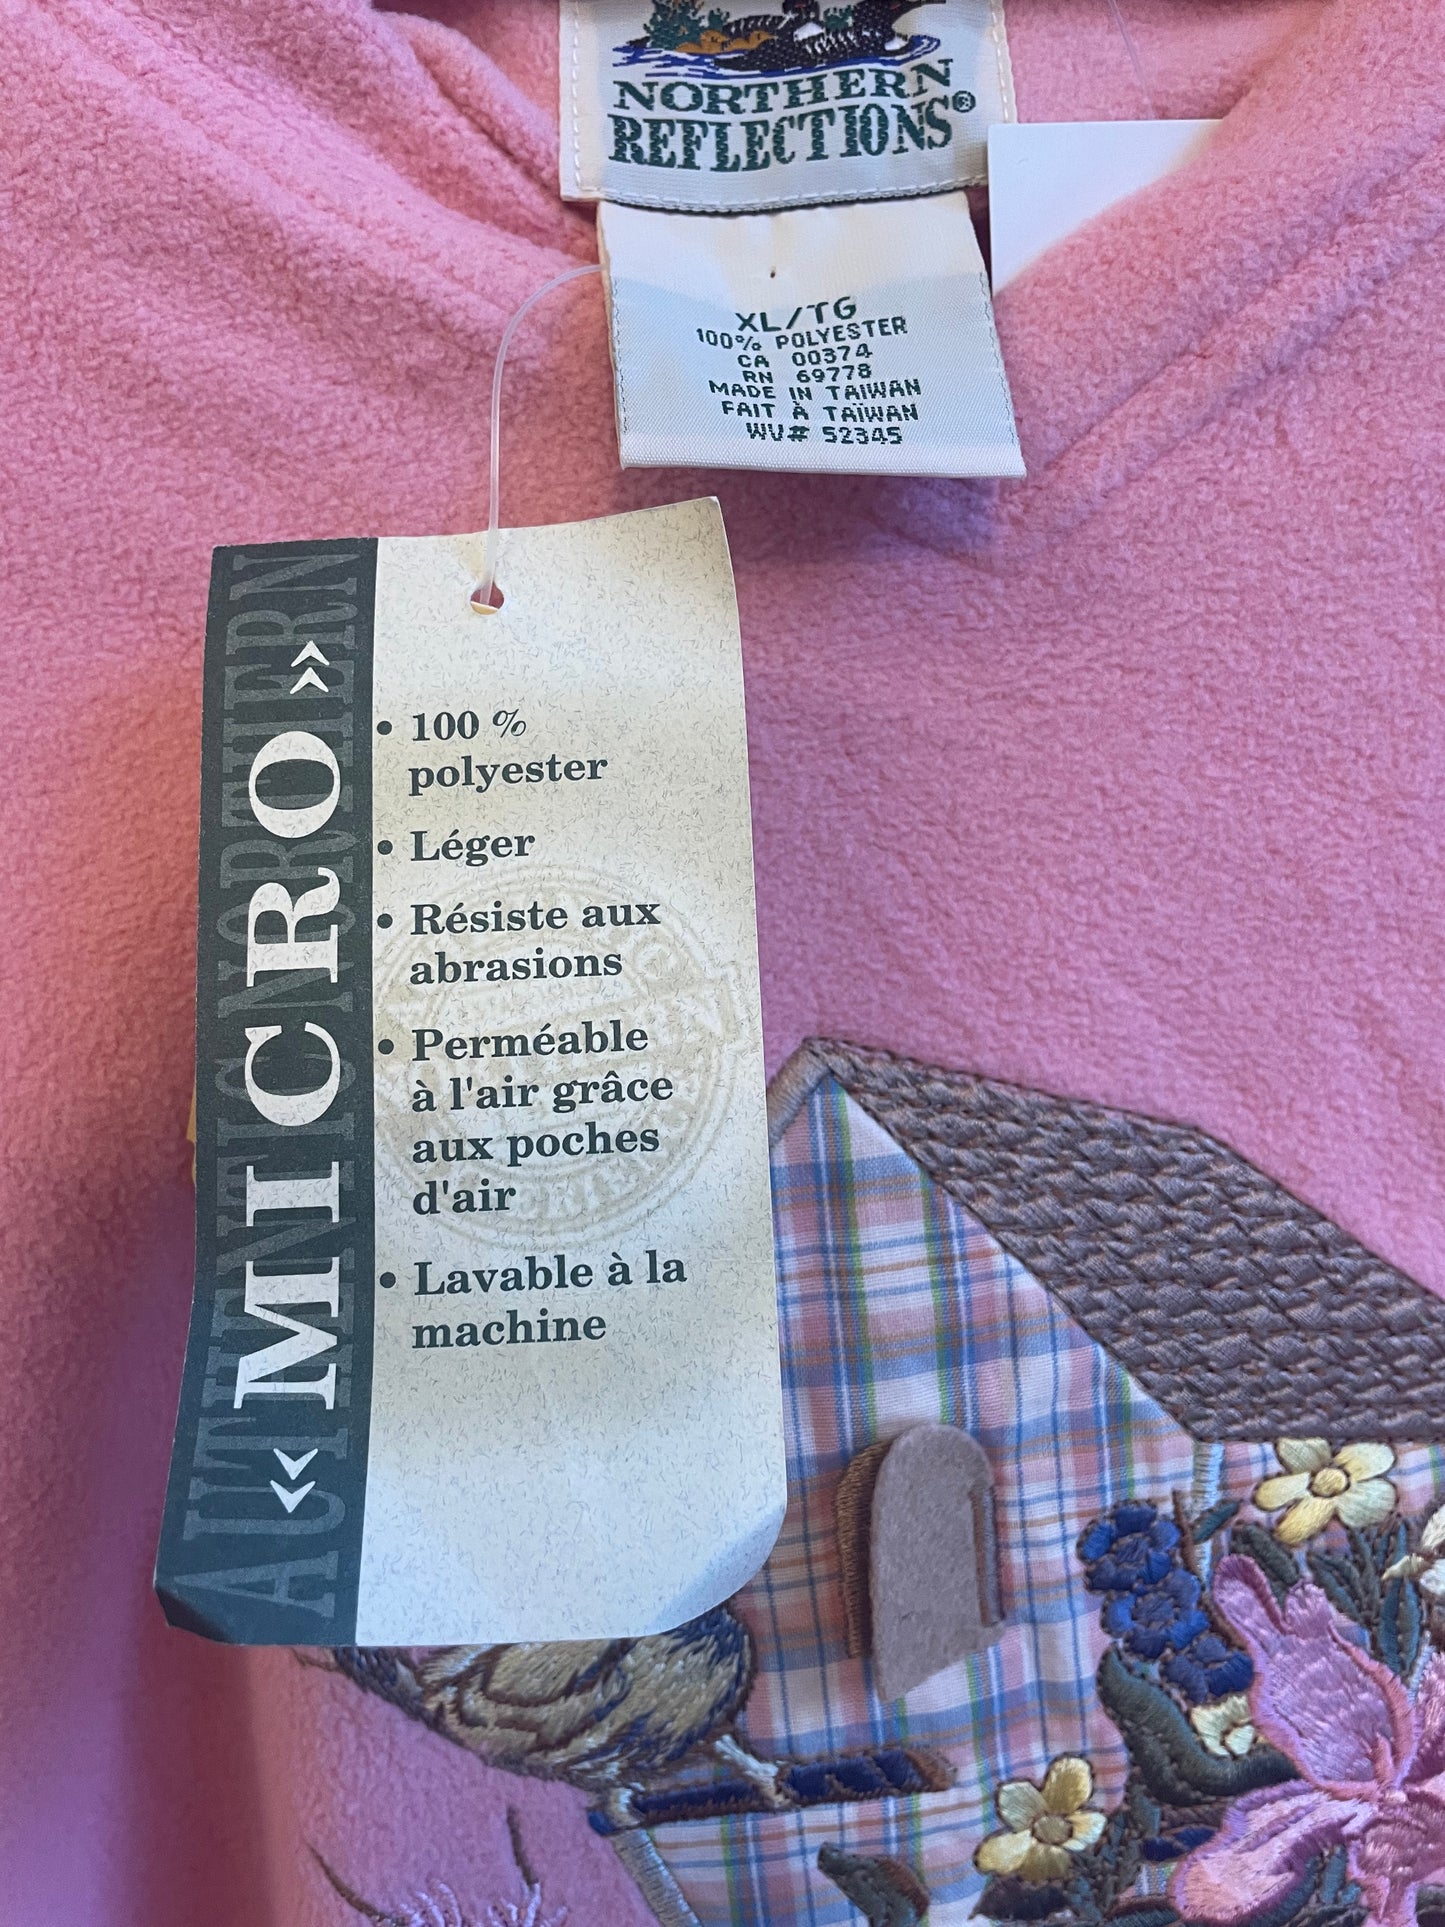 NORTHERN
REFLECTIONS®
XL/TG
100% POLYESTER
CA 00374
RN 69778
MADE IN TAIWAN
FAIT À TAÏWAN
WV# 52345
AUTHENTIC NORTHERN
« MICRO »
• 100 %
polyester
• Léger
• Résiste aux
abrasions
• Perméable
à l'air grâce
aux poches
d'air
• Lavable à la
machine